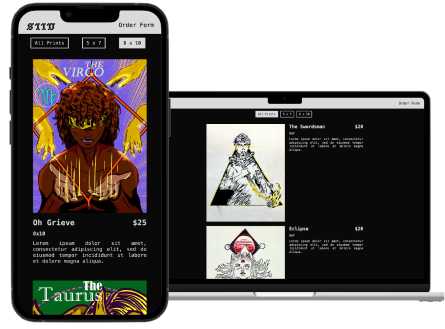 STTD
Order Form
All Prints
5 x 7
8 x 10
THE
VIRGO
Oh Grieve $25
8x10
Lorem ipsum dolor sit amet,
consectetur adipiscing elit, sed do
eiusmod tempor incididunt ut labore
et dolore magna aliqua.
The
Taurus
Order Form
All Prints
5 x 7
8 x 10
The Swordsman $20
5x7
Lorem ipsum dolor sit amet, consectetur
adipiscing elit, sed do eiusmod tempor
incididunt ut labore et dolore magna
aliqua.
Eclipse $20
5x7
Lorem ipsum dolor sit amet, consectetur
adipiscing elit, sed do eiusmod tempor
incididunt ut labore et dolore magna
aliqua.